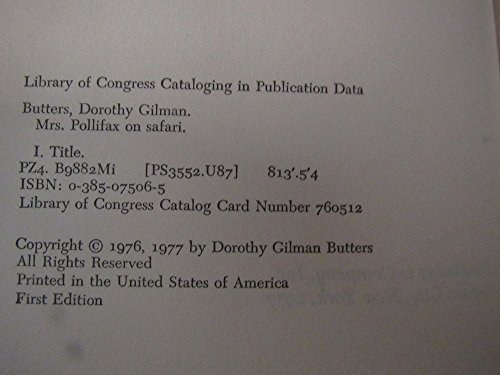 Library of Congress Cataloging in Publication Data
Butters, Dorothy Gilman.
Mrs. Pollifax on safari.
I. Title.
PZ4. B9882Mi [PS3552.U87] 813'.5'4
ISBN: 0-385-07506-5
Library of Congress Catalog Card Number 760512
Copyright © 1976, 1977 by Dorothy Gilman Butters
All Rights Reserved
Printed in the United States of America
First Edition